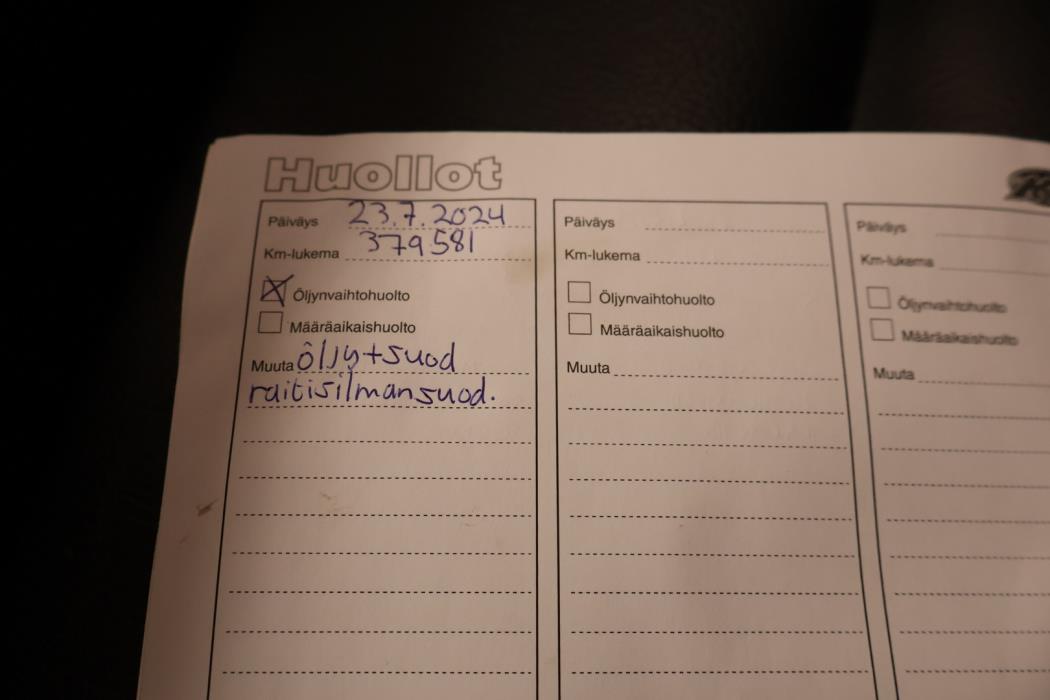 Huollot
Päiväys 23.7.2024
Km-lukema 379581
Öljynvaihtohuolto
Määräaikaishuolto
Muuta öljy+suod
raitisilmansuod.
Päiväys
Km-lukema
Öljynvaihtohuolto
Määräaikaishuolto
Muuta
Päiväys
Km-lukema
Öljynvaihtohuolto
Määräaikaishuolto
Muuta